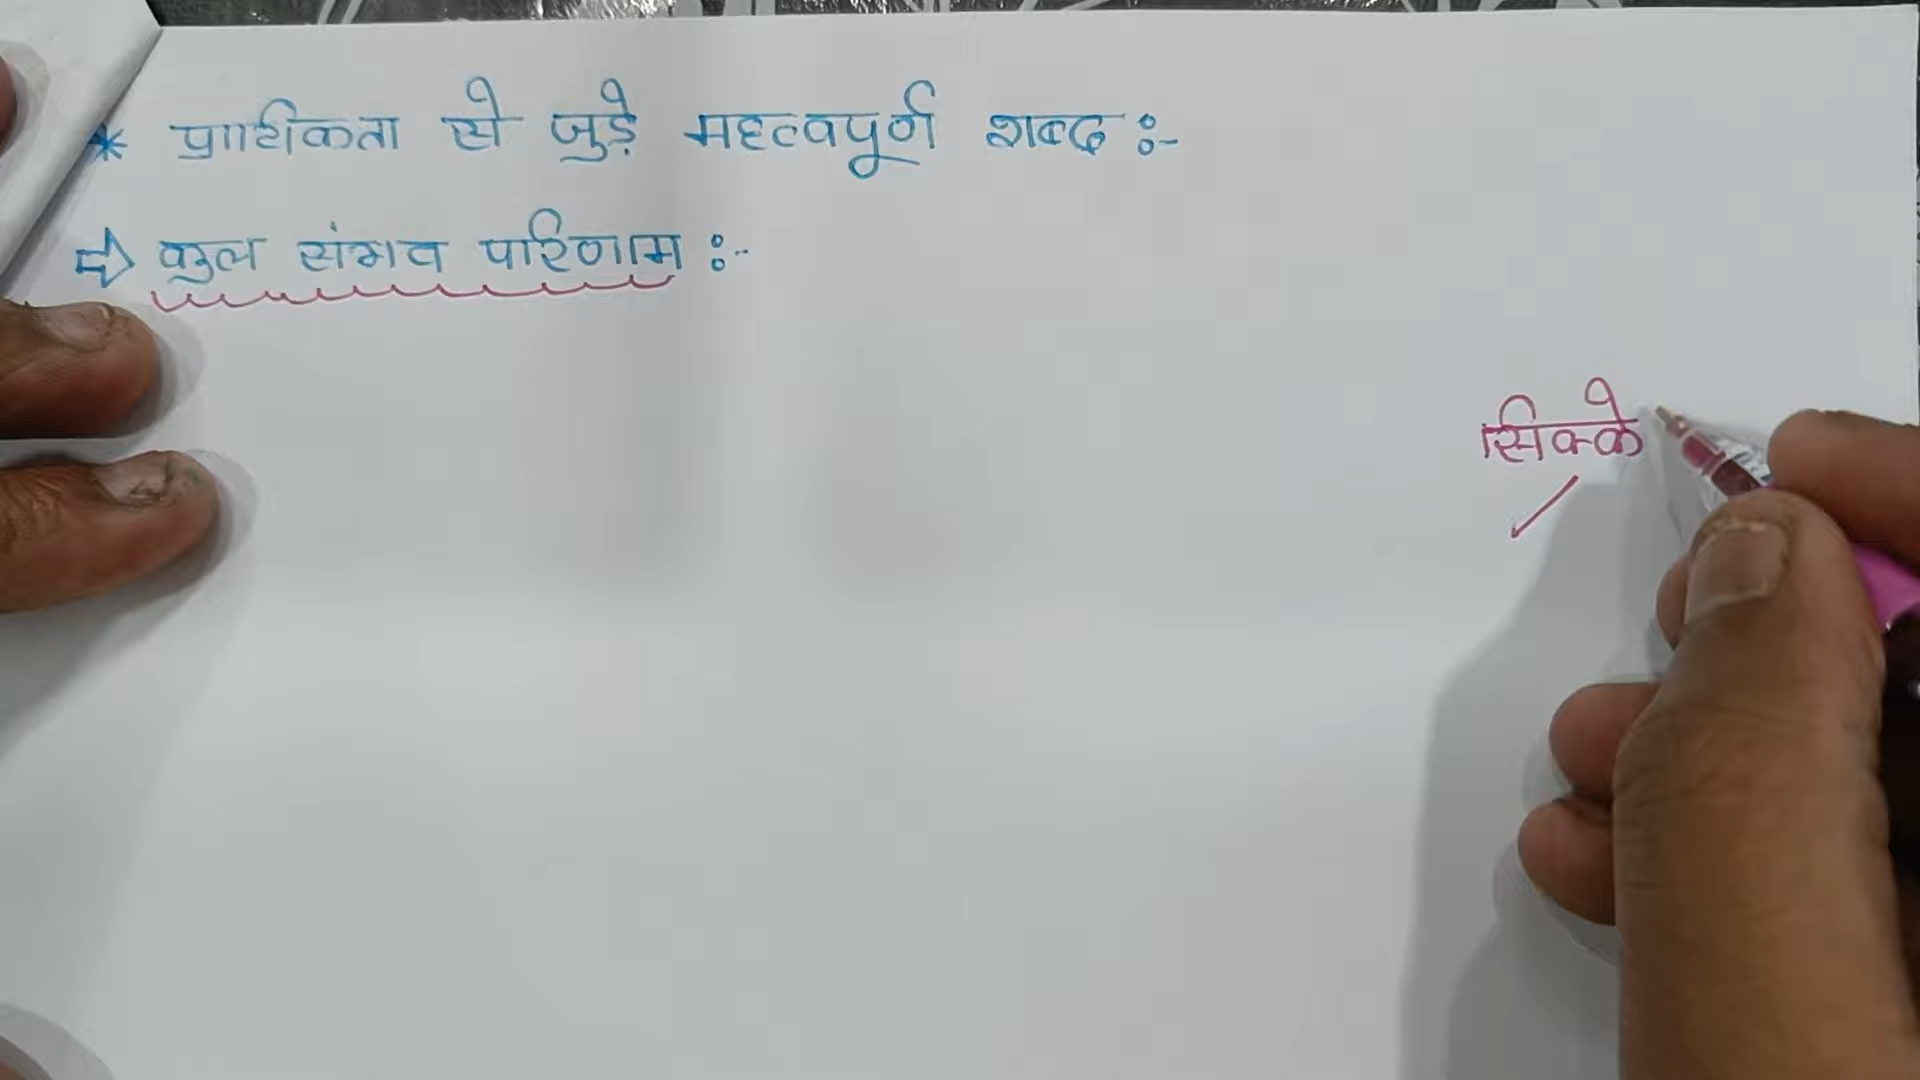 * प्रायिकता से जुड़े महत्वपूर्ण शब्द :-
⇨ कुल संभव परिणाम :-
सिक्के